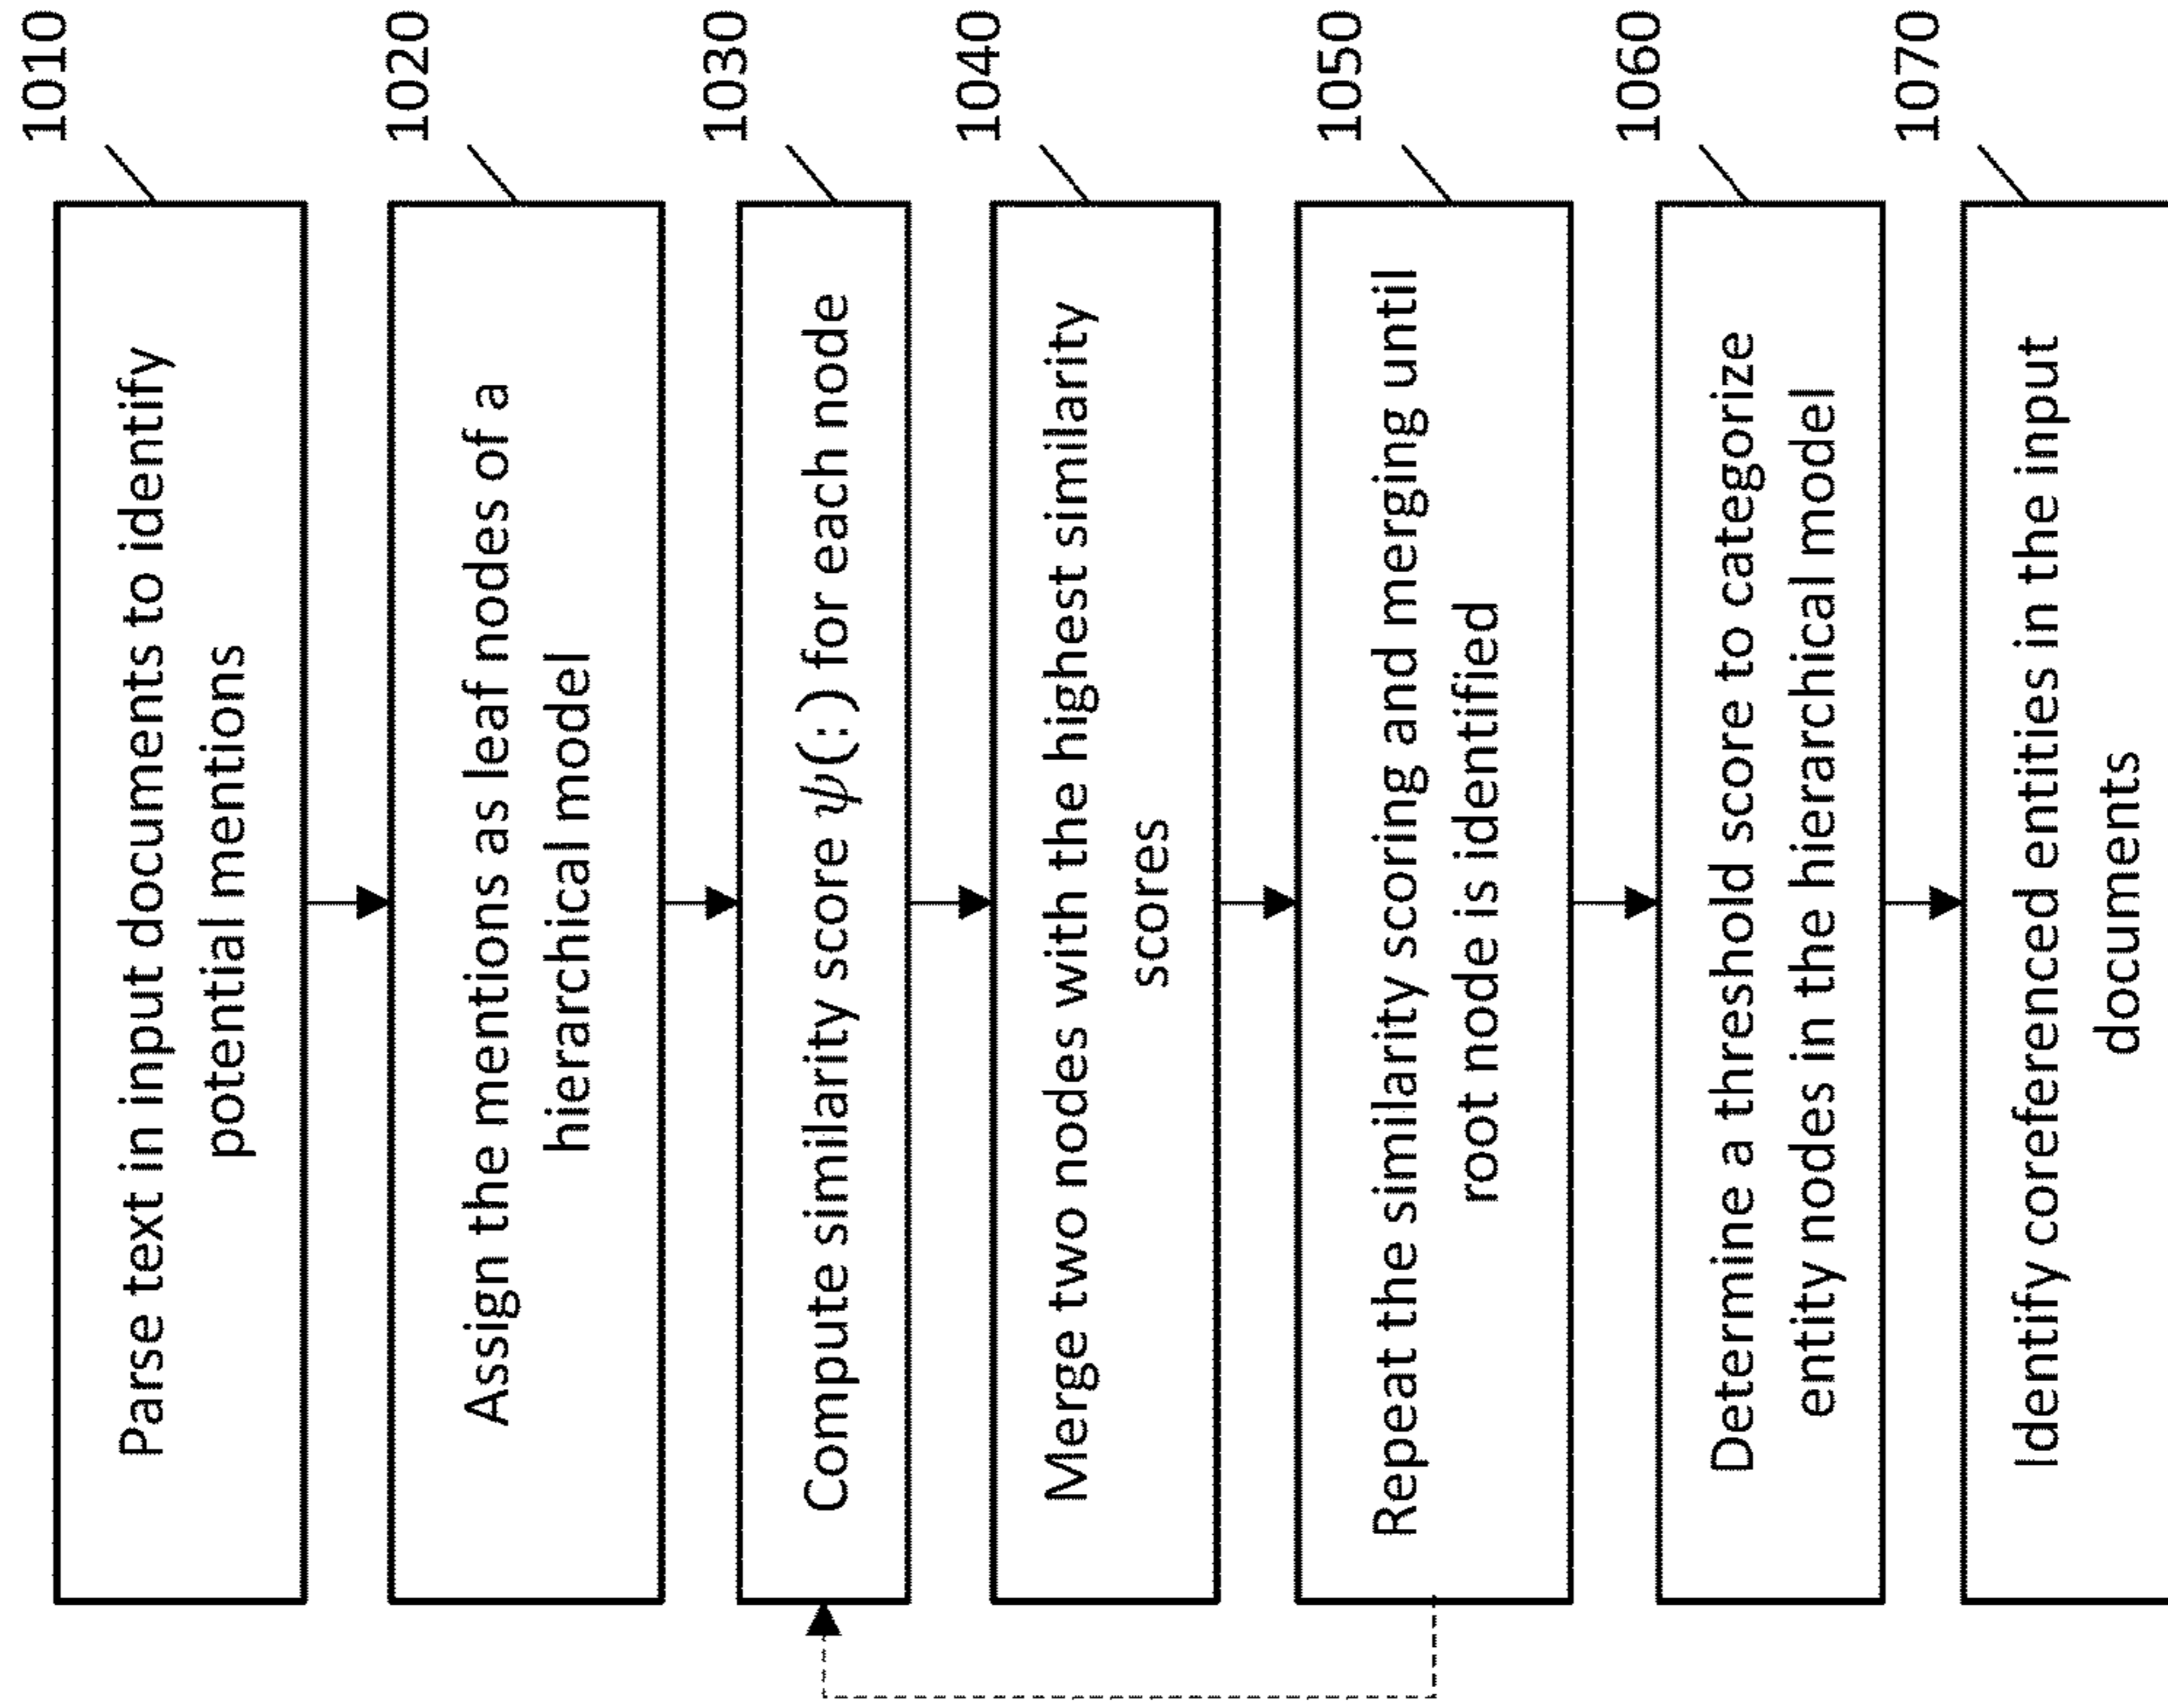 1010
Parse text in input documents to identify
potential mentions
1020
Assign the mentions as leaf nodes of a
hierarchical model
1030
Compute similarity score ψ(:) for each node
1040
Merge two nodes with the highest similarity
scores
1050
Repeat the similarity scoring and merging until
root node is identified
1060
Determine a threshold score to categorize
entity nodes in the hierarchical model
1070
Identify coreferenced entities in the input
documents